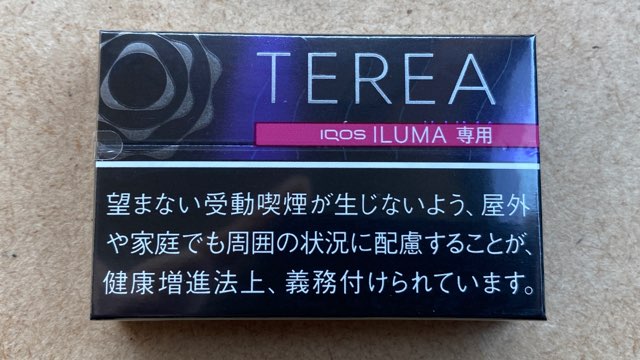 TEREA
IQOS ILUMA 専用
望まない受動喫煙が生じないよう、屋外
や家庭でも周囲の状況に配慮することが、
健康増進法上、義務付けられています。